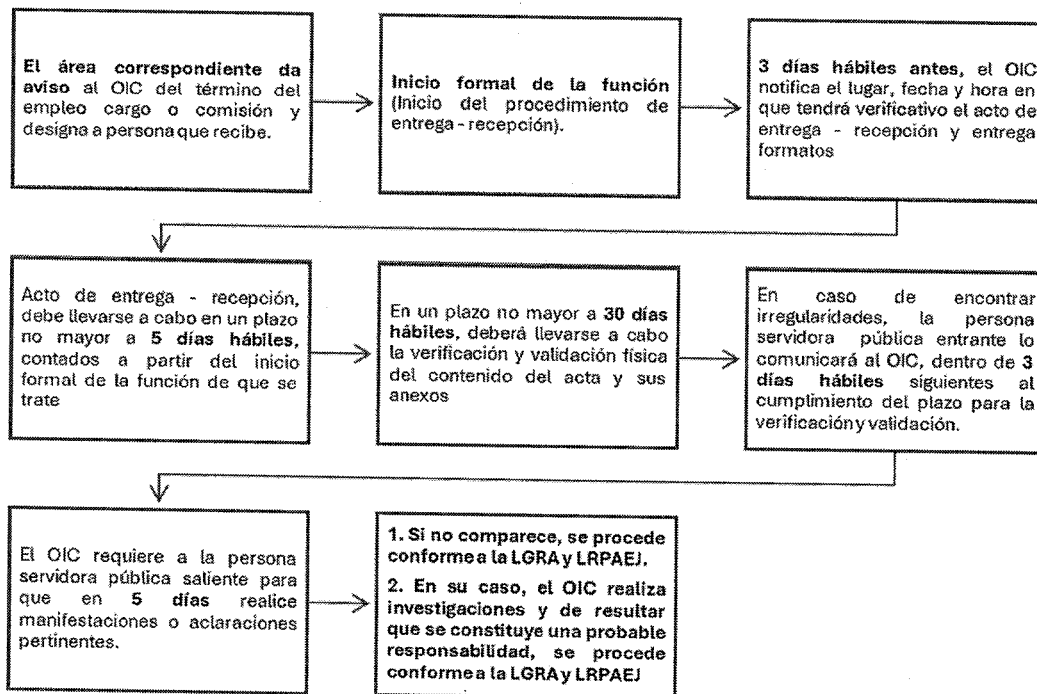 El área correspondiente da
aviso al OIC del término del
empleo cargo o comisión y
designa a persona que recibe.
Inicio formal de la función
(Inicio del procedimiento de
entrega - recepción).
3 días hábiles antes, el OIC
notifica el lugar, fecha y hora en
que tendrá verificativo el acto de
entrega - recepción y entrega
formatos
Acto de entrega - recepción,
debe llevarse a cabo en un plazo
no mayor a 5 días hábiles,
contados a partir del inicio
formal de la función de que se
trate
En un plazo no mayor a 30 días
hábiles, deberá llevarse a cabo
la verificación y validación física
del contenido del acta y sus
anexos
En caso de encontrar
irregularidades, la persona
servidora pública entrante lo
comunicará al OIC, dentro de 3
días hábiles siguientes al
cumplimiento del plazo para la
verificación y validación.
El OIC requiere a la persona
servidora pública saliente para
que en 5 días realice
manifestaciones o aclaraciones
pertinentes.
1. Si no comparece, se procede
conforme a la LGRA y LRPAEJ.
2. En su caso, el OIC realiza
investigaciones y de resultar
que se constituye una probable
responsabilidad, se procede
conforme a la LGRA y LRPAEJ